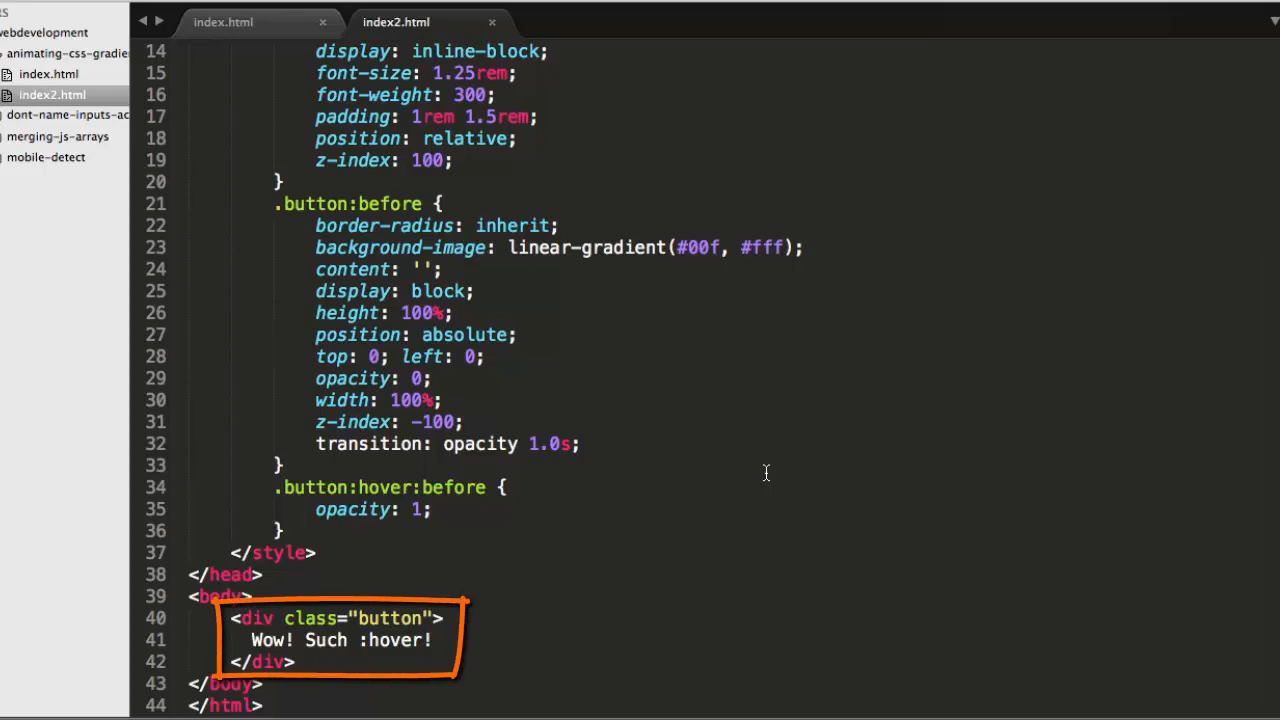 RS
webdevelopment
animating-css-gradie
index.html
index2.html
dont-name-inputs-ac
merging-js-arrays
mobile-detect
index.html
index2.html
14 display: inline-block;
15 font-size: 1.25rem;
16 font-weight: 300;
17 padding: 1rem 1.5rem;
18 position: relative;
19 z-index: 100;
20 }
21 .button:before {
22 border-radius: inherit;
23 background-image: linear-gradient(#00f, #fff);
24 content: '';
25 display: block;
26 height: 100%;
27 position: absolute;
28 top: 0; left: 0;
29 opacity: 0;
30 width: 100%;
31 z-index: -100;
32 transition: opacity 1.0s;
33 }
34 .button:hover:before {
35 opacity: 1;
36 }
37 </style>
38 </head>
39 <body>
40 <div class="button">
41 Wow! Such :hover!
42 </div>
43 </body>
44 </html>